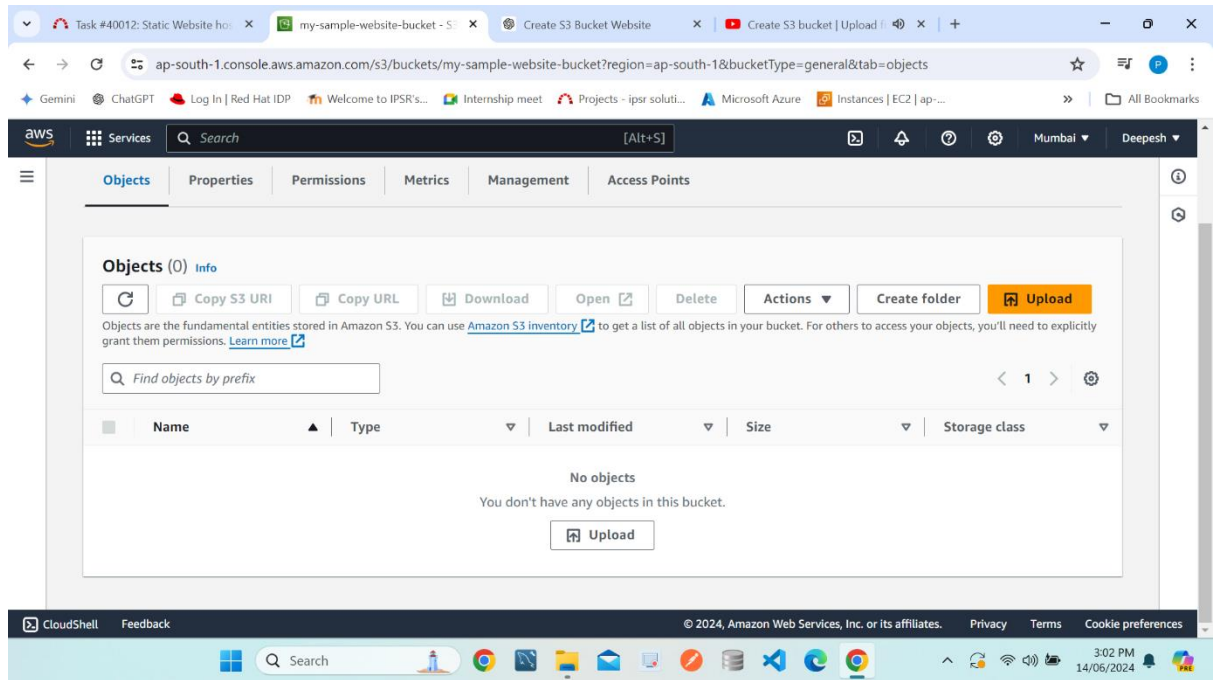 Task #40012: Static Website hos
my-sample-website-bucket - S3
Create S3 Bucket Website
Create S3 bucket | Upload f
ap-south-1.console.aws.amazon.com/s3/buckets/my-sample-website-bucket?region=ap-south-1&bucketType=general&tab=objects
P
Gemini
ChatGPT
Log In | Red Hat IDP
Welcome to IPSR's...
Internship meet
Projects - ipsr soluti...
Microsoft Azure
Instances | EC2 | ap-...
All Bookmarks
aws
Services
Search
[Alt+S]
Mumbai
Deepesh
Objects
Properties
Permissions
Metrics
Management
Access Points
Objects (0) Info
Copy S3 URI
Copy URL
Download
Open
Delete
Actions
Create folder
Upload
Objects are the fundamental entities stored in Amazon S3. You can use Amazon S3 inventory to get a list of all objects in your bucket. For others to access your objects, you'll need to explicitly
grant them permissions. Learn more
Find objects by prefix
1
Name
Type
Last modified
Size
Storage class
No objects
You don't have any objects in this bucket.
Upload
CloudShell
Feedback
© 2024, Amazon Web Services, Inc. or its affiliates.
Privacy
Terms
Cookie preferences
Search
3:02 PM
14/06/2024
PRE